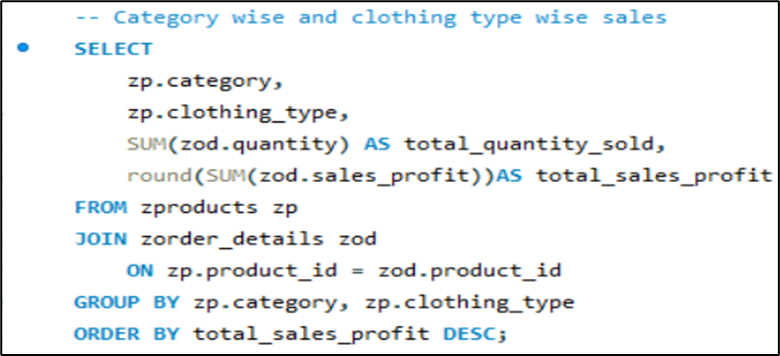 -- Category wise and clothing type wise sales
SELECT
zp.category,
zp.clothing_type,
SUM(zod.quantity) AS total_quantity_sold,
round(SUM(zod.sales_profit))AS total_sales_profit
FROM zproducts zp
JOIN zorder_details zod
ON zp.product_id = zod.product_id
GROUP BY zp.category, zp.clothing_type
ORDER BY total_sales_profit DESC;